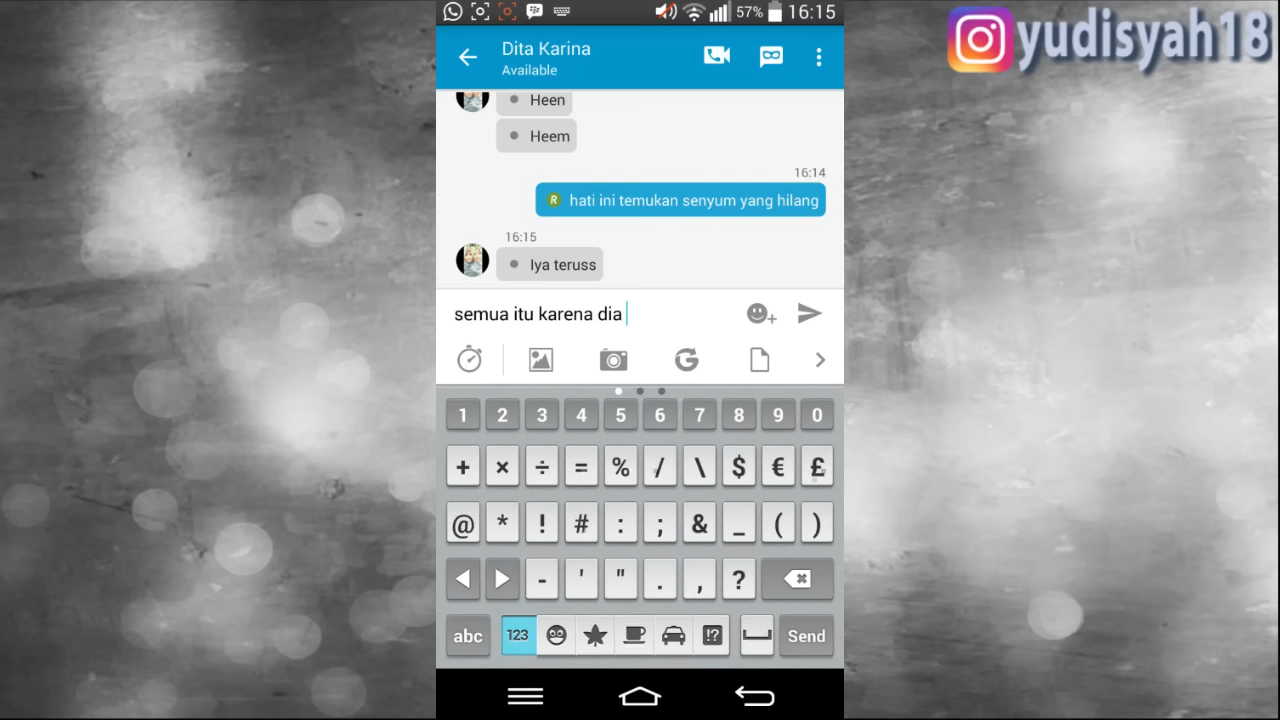 57% 16:15
yudisyah18
Dita Karina
Available
Heen
Heem
16:14
R hati ini temukan senyum yang hilang
16:15
Iya teruss
semua itu karena dia
1 2 3 4 5 6 7 8 9 0
+ × ÷ = % / \ $ € £
@ * ! # : ; & _ ( )
- ' " . , ?
abc 123 !? Send